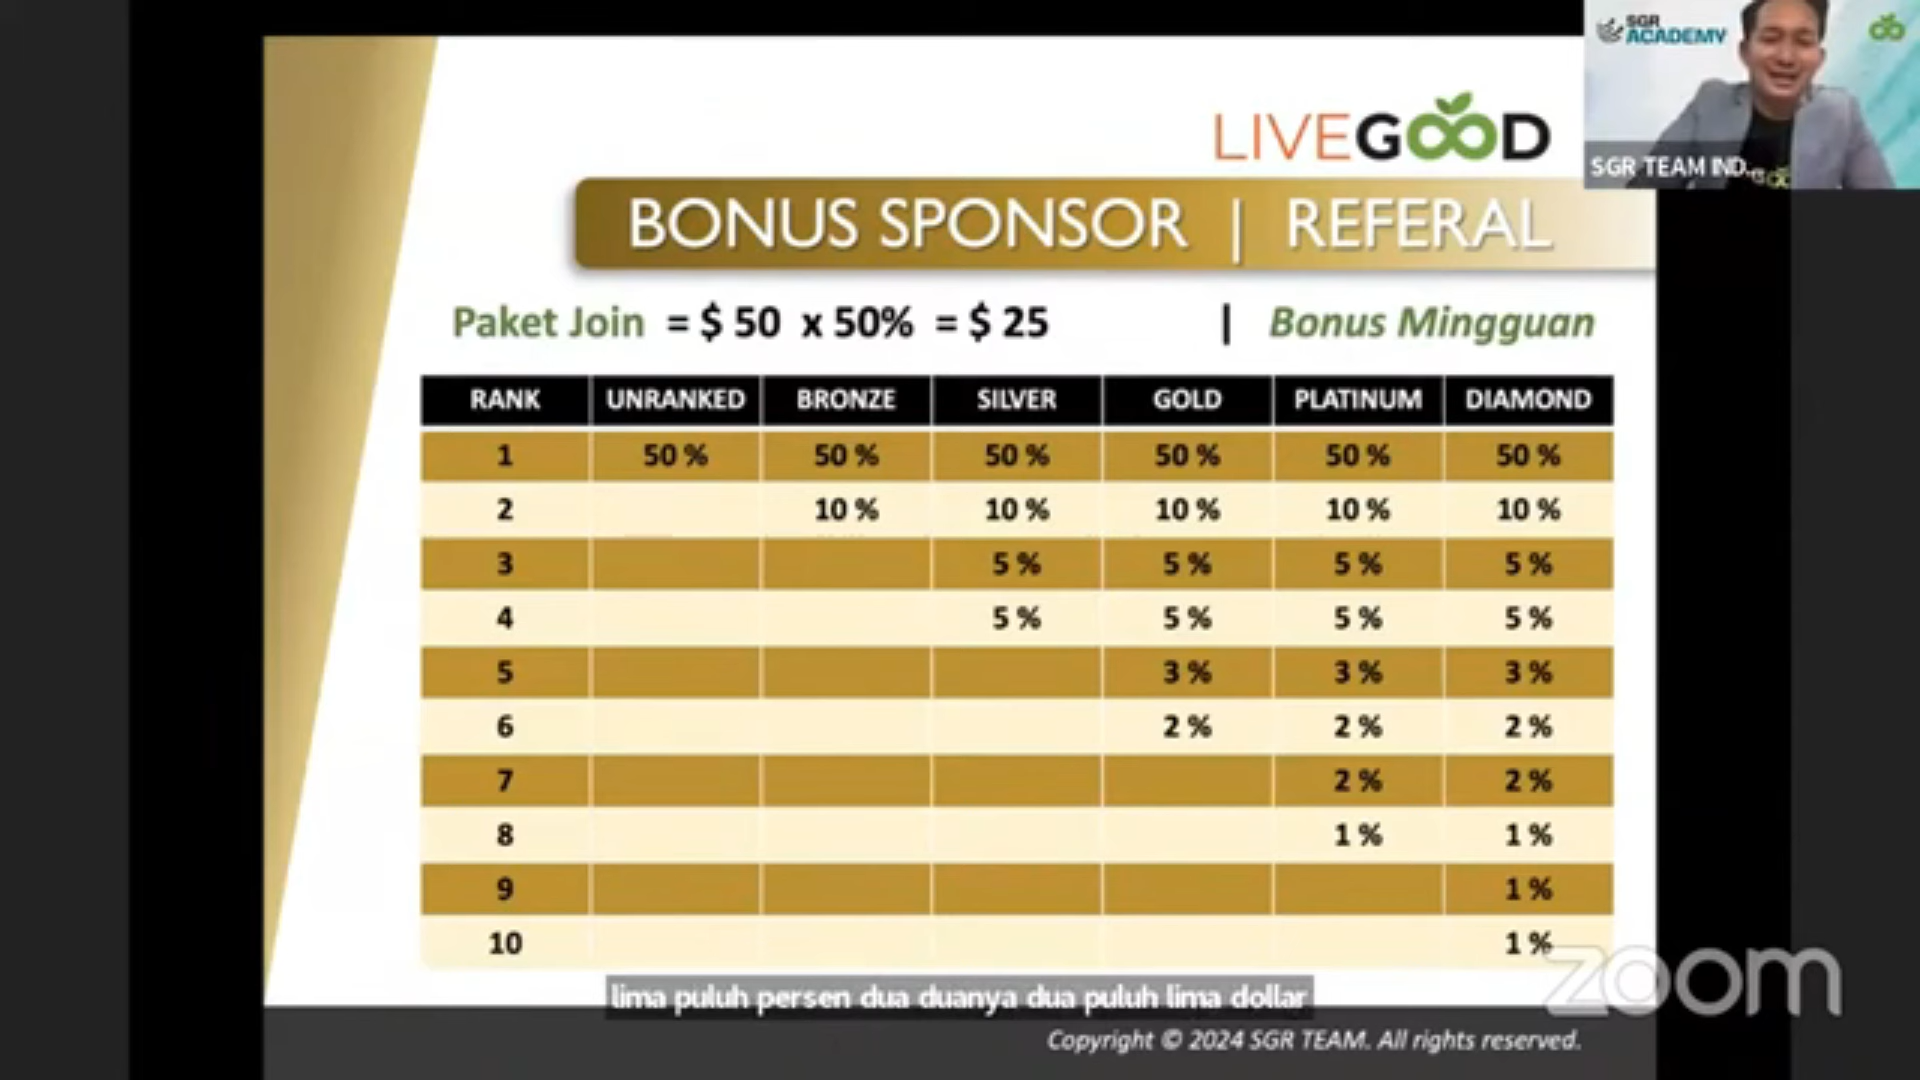 SGR
ACADEMY
SGR TEAM IND...
LIVEGOOD
BONUS SPONSOR | REFERAL
Paket Join = $ 50 x 50% = $ 25 | Bonus Mingguan
RANK UNRANKED BRONZE SILVER GOLD PLATINUM DIAMOND
1 50 % 50 % 50 % 50 % 50 % 50 %
2 10 % 10 % 10 % 10 % 10 %
3 5 % 5 % 5 % 5 %
4 5 % 5 % 5 % 5 %
5 3 % 3 % 3 %
6 2 % 2 % 2 %
7 2 % 2 %
8 1 % 1 %
9 1 %
10 1 %
lima puluh persen dua duanya dua puluh lima dollar
zoom
Copyright © 2024 SGR TEAM. All rights reserved.